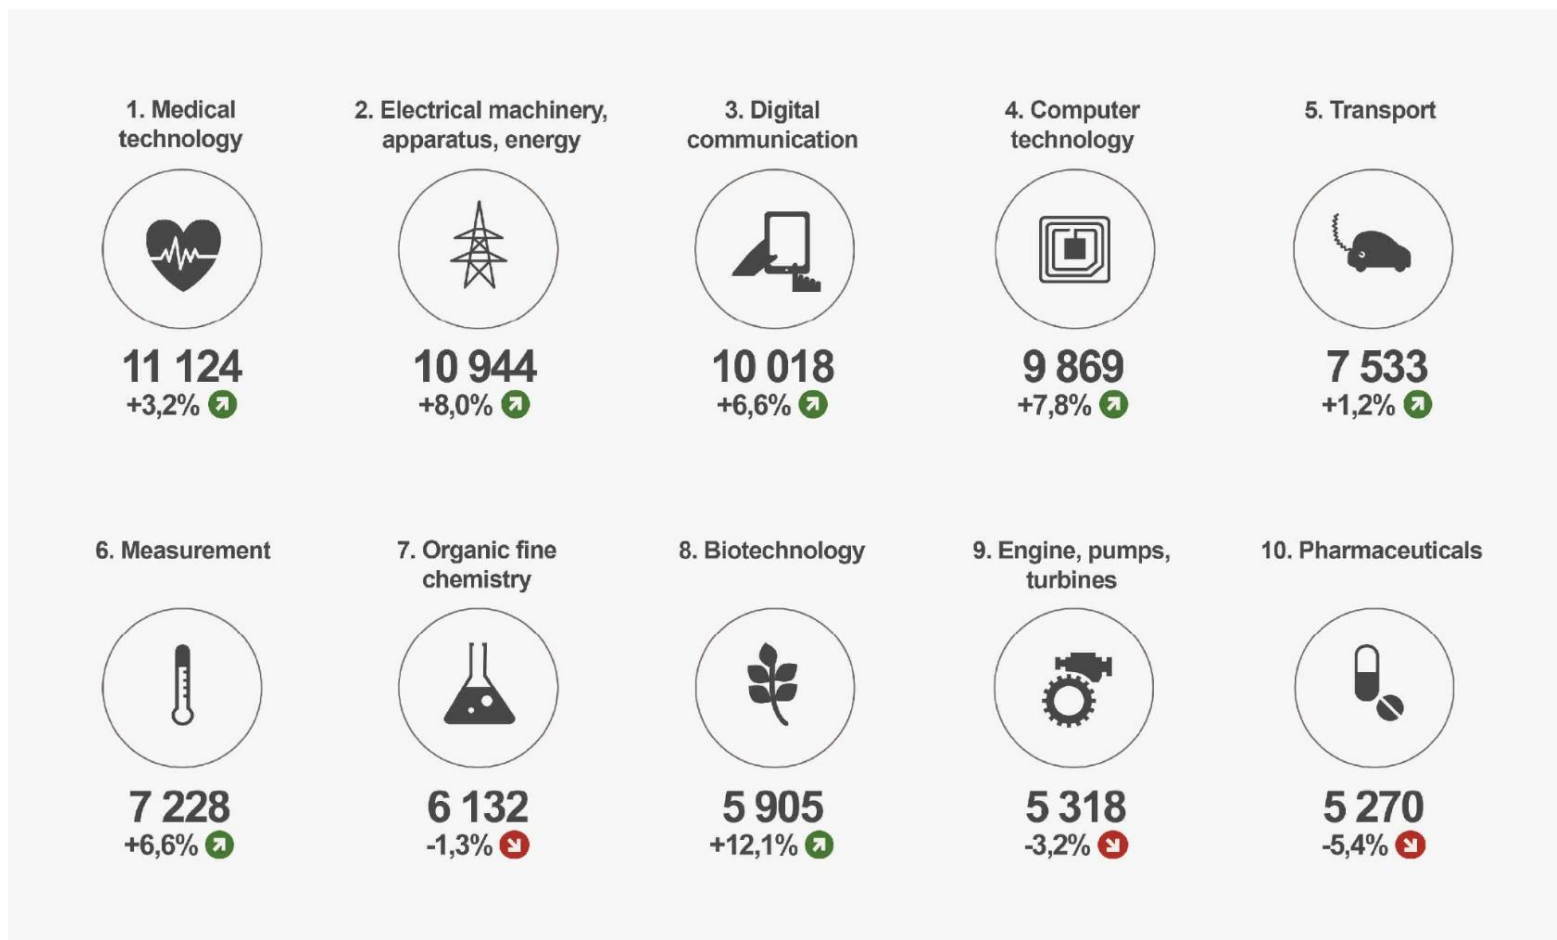 1. Medical
technology
11 124
+3,2%
2. Electrical machinery,
apparatus, energy
10 944
+8,0%
3. Digital
communication
10 018
+6,6%
4. Computer
technology
9 869
+7,8%
5. Transport
7 533
+1,2%
6. Measurement
7 228
+6,6%
7. Organic fine
chemistry
6 132
-1,3%
8. Biotechnology
5 905
+12,1%
9. Engine, pumps,
turbines
5 318
-3,2%
10. Pharmaceuticals
5 270
-5,4%